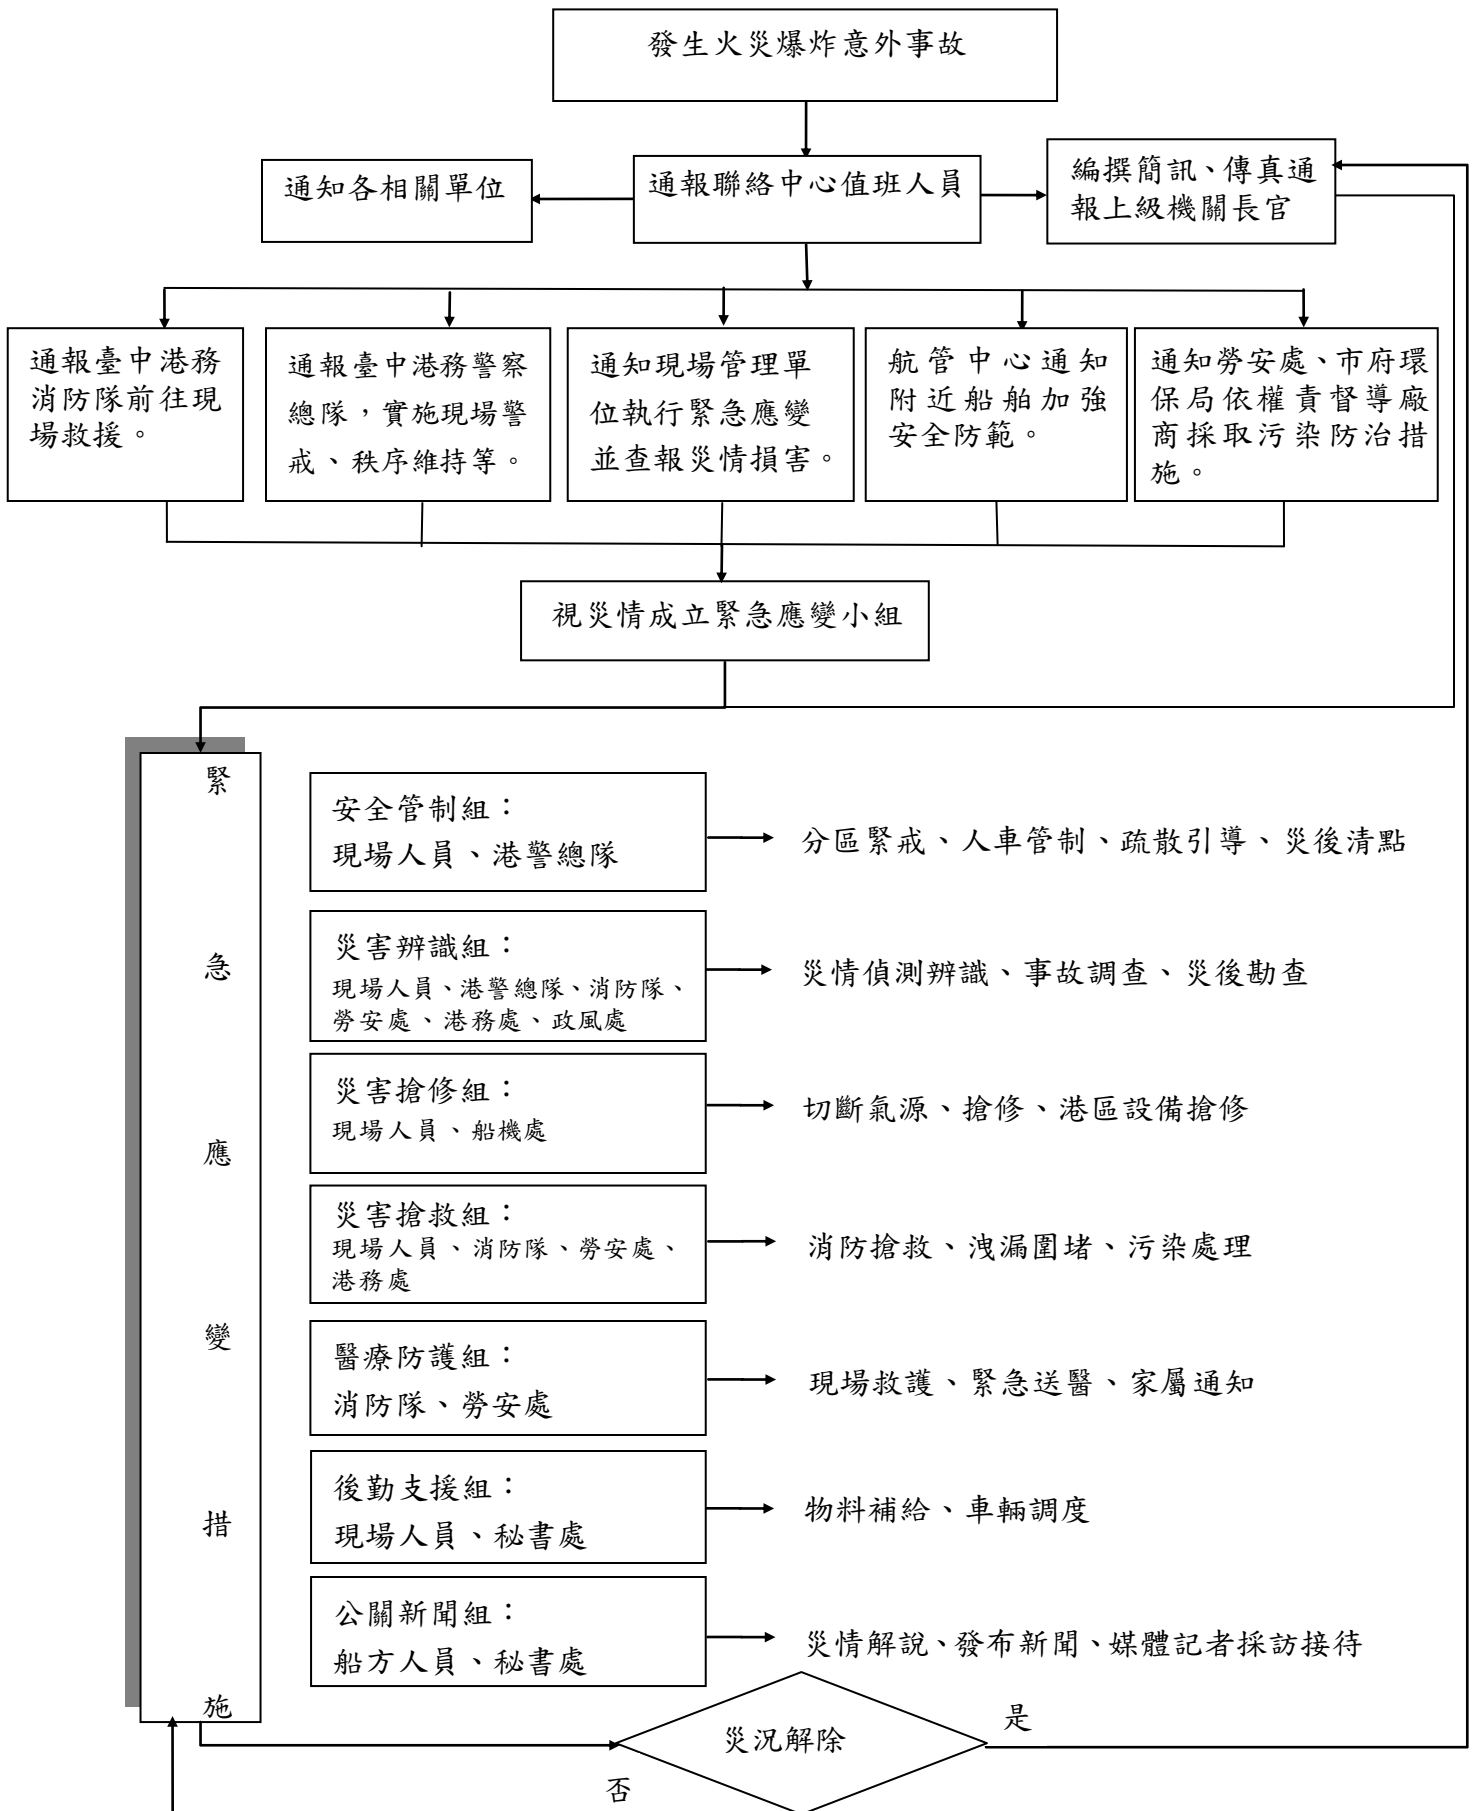 發生火災爆炸意外事故
通知各相關單位
通報聯絡中心值班人員
編撰簡訊、傳真通
報上級機關長官
通報臺中港務
消防隊前往現
場救援。
通報臺中港務警察
總隊，實施現場警
戒、秩序維持等。
通知現場管理單
位執行緊急應變
並查報災情損害。
航管中心通知
附近船舶加強
安全防範。
通知勞安處、市府環
保局依權責督導廠
商採取污染防治措
施。
視災情成立緊急應變小組
緊
急
應
變
措
施
安全管制組：
現場人員、港警總隊
分區緊戒、人車管制、疏散引導、災後清點
災害辨識組：
現場人員、港警總隊、消防隊、
勞安處、港務處、政風處
災情偵測辨識、事故調查、災後勘查
災害搶修組：
現場人員、船機處
切斷氣源、搶修、港區設備搶修
災害搶救組：
現場人員、消防隊、勞安處、
港務處
消防搶救、洩漏圍堵、污染處理
醫療防護組：
消防隊、勞安處
現場救護、緊急送醫、家屬通知
後勤支援組：
現場人員、秘書處
物料補給、車輛調度
公關新聞組：
船方人員、秘書處
災情解說、發布新聞、媒體記者採訪接待
災況解除
是
否